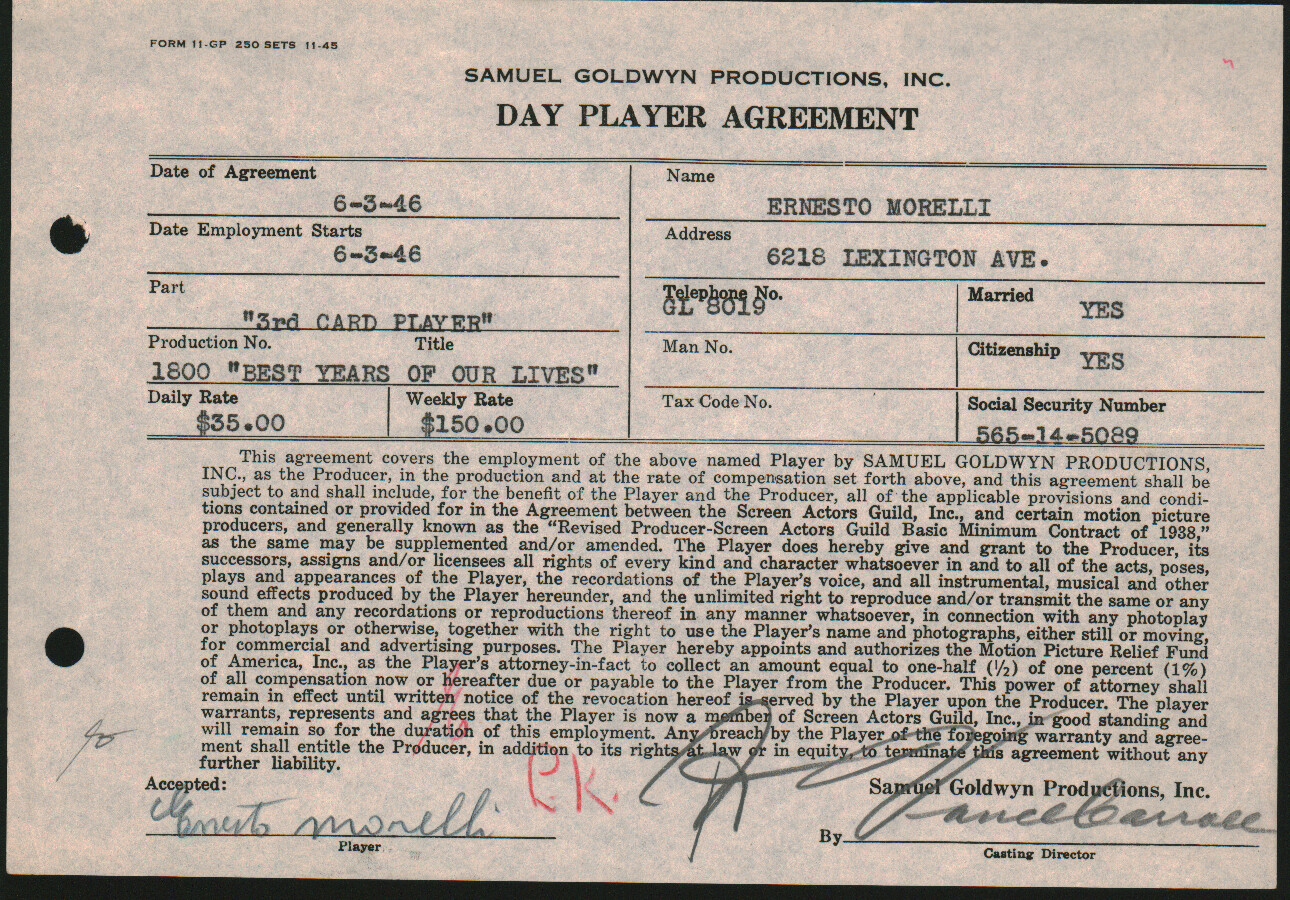 FORM 11-GP 250 SETS 11-45
SAMUEL GOLDWYN PRODUCTIONS, INC.
DAY PLAYER AGREEMENT
Date of Agreement
6-3-46
Date Employment Starts
6-3-46
Part
"3rd CARD PLAYER"
Production No. Title
1800 "BEST YEARS OF OUR LIVES"
Daily Rate Weekly Rate
$35.00 $150.00
Name
ERNESTO MORELLI
Address
6218 LEXINGTON AVE.
Telephone No. Married
GL 8019 YES
Man No. Citizenship
YES
Tax Code No. Social Security Number
565-14-5089
This agreement covers the employment of the above named Player by SAMUEL GOLDWYN PRODUCTIONS,
INC., as the Producer, in the production and at the rate of compensation set forth above, and this agreement shall be
subject to and shall include, for the benefit of the Player and the Producer, all of the applicable provisions and condi-
tions contained or provided for in the Agreement between the Screen Actors Guild, Inc., and certain motion picture
producers, and generally known as the “Revised Producer-Screen Actors Guild Basic Minimum Contract of 1938,”
as the same may be supplemented and/or amended. The Player does hereby give and grant to the Producer, its
successors, assigns and/or licensees all rights of every kind and character whatsoever in and to all of the acts, poses,
plays and appearances of the Player, the recordations of the Player's voice, and all instrumental, musical and other
sound effects produced by the Player hereunder, and the unlimited right to reproduce and/or transmit the same or any
of them and any recordations or reproductions thereof in any manner whatsoever, in connection with any photoplay
or photoplays or otherwise, together with the right to use the Player's name and photographs, either still or moving,
for commercial and advertising purposes. The Player hereby appoints and authorizes the Motion Picture Relief Fund
of America, Inc., as the Player's attorney-in-fact to collect an amount equal to one-half (½) of one percent (1%)
of all compensation now or hereafter due or payable to the Player from the Producer. This power of attorney shall
remain in effect until written notice of the revocation hereof is served by the Player upon the Producer. The player
warrants, represents and agrees that the Player is now a member of Screen Actors Guild, Inc., in good standing and
will remain so for the duration of this employment. Any breach by the Player of the foregoing warranty and agree-
ment shall entitle the Producer, in addition to its rights at law or in equity, to terminate this agreement without any
further liability.
P.K.
Accepted:
Ernesto Morelli
Player
Samuel Goldwyn Productions, Inc.
By
Casting Director